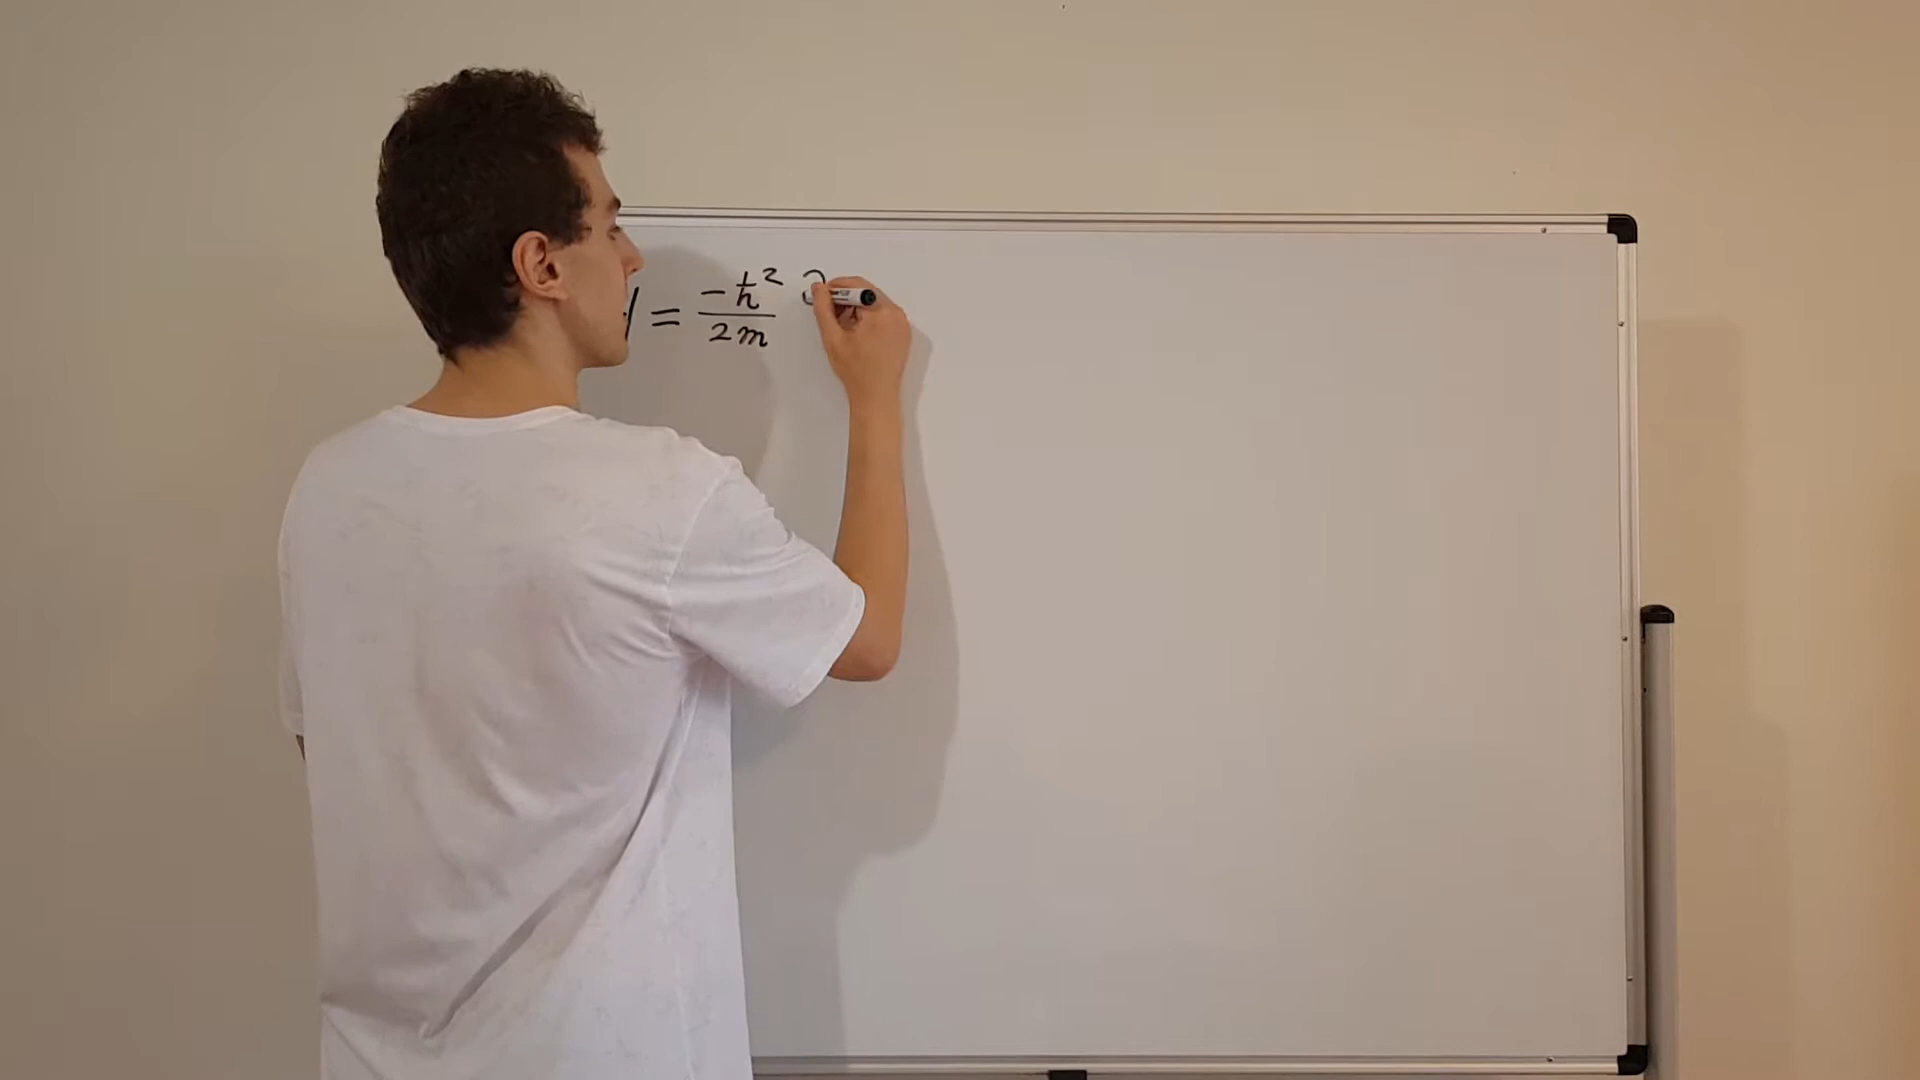 = -ħ² / 2m